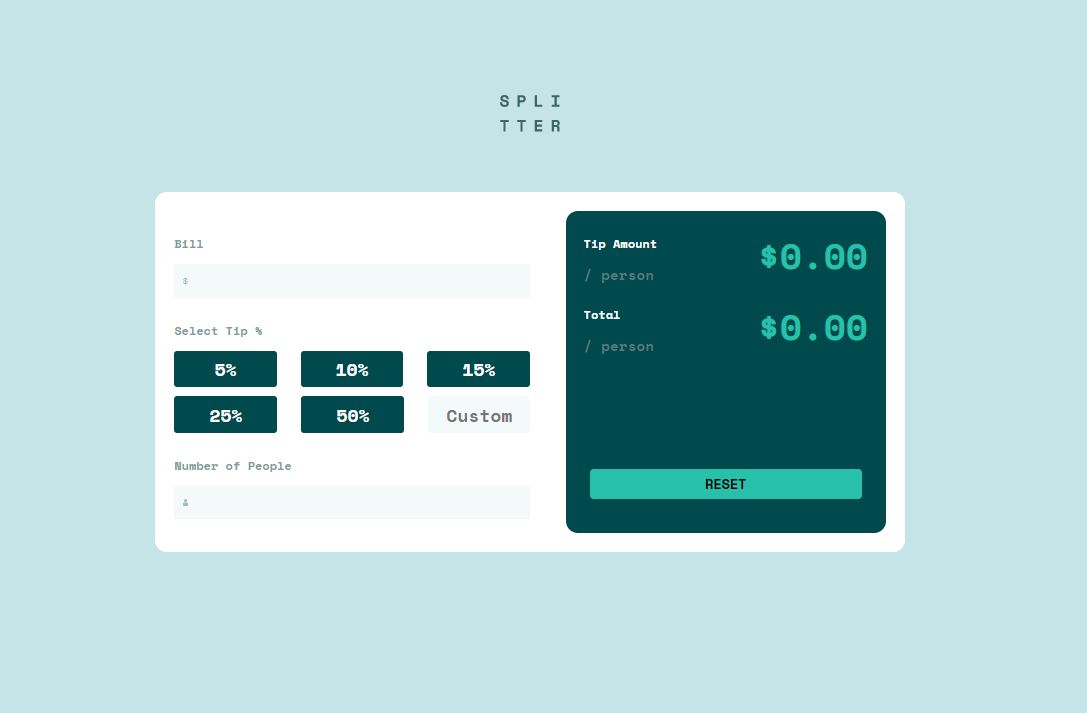 SPLI
TTER
Bill
$
Select Tip %
5% 10% 15%
25% 50% Custom
Number of People
Tip Amount
/ person
$0.00
Total
/ person
$0.00
RESET